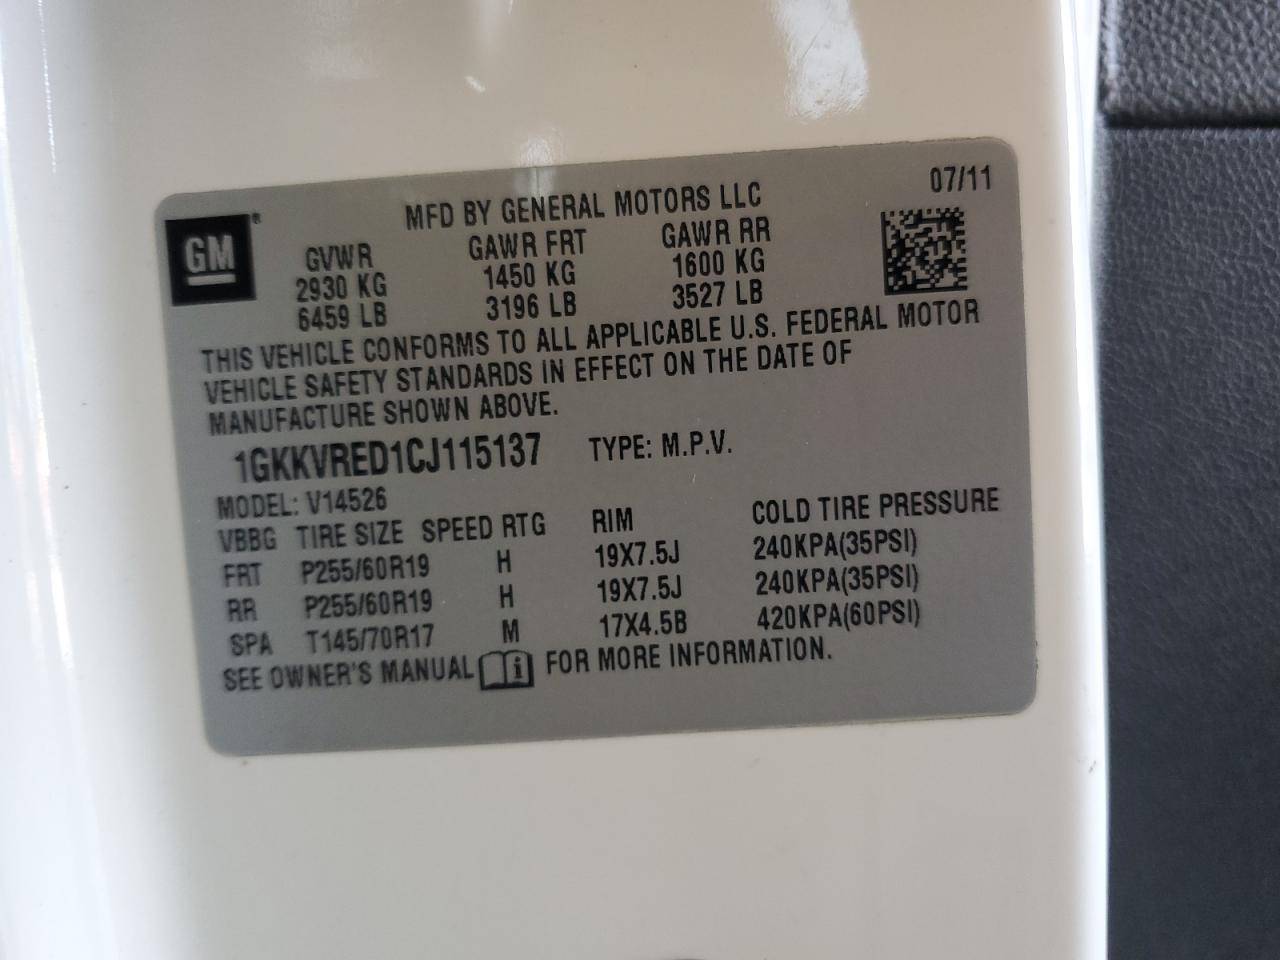 07/11
MFD BY GENERAL MOTORS LLC
GM®
GVWR GAWR FRT GAWR RR
2930 KG 1450 KG 1600 KG
6459 LB 3196 LB 3527 LB
THIS VEHICLE CONFORMS TO ALL APPLICABLE U.S. FEDERAL MOTOR
VEHICLE SAFETY STANDARDS IN EFFECT ON THE DATE OF
MANUFACTURE SHOWN ABOVE.
1GKKVRED1CJ115137 TYPE: M.P.V.
MODEL: V14526
VBBG TIRE SIZE SPEED RTG RIM COLD TIRE PRESSURE
FRT P255/60R19 H 19X7.5J 240KPA(35PSI)
RR P255/60R19 H 19X7.5J 240KPA(35PSI)
SPA T145/70R17 M 17X4.5B 420KPA(60PSI)
SEE OWNER'S MANUAL i FOR MORE INFORMATION.